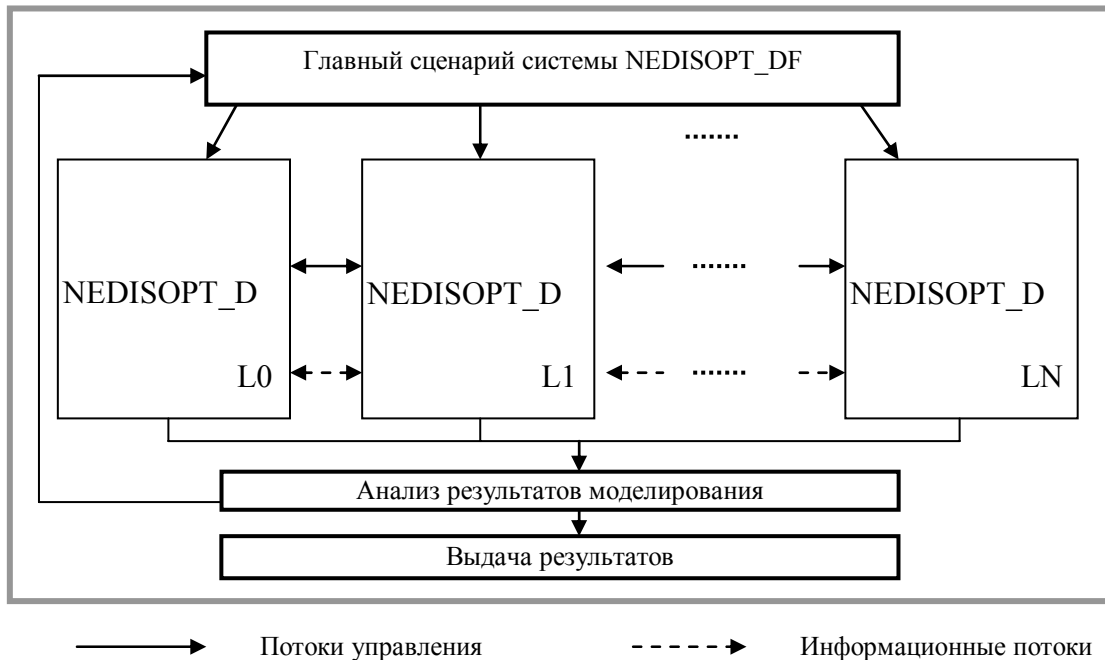 Главный сценарий системы NEDISOPT_DF
.......
NEDISOPT_D
NEDISOPT_D
.......
NEDISOPT_D
L0
L1
.......
LN
Анализ результатов моделирования
Выдача результатов
Потоки управления
Информационные потоки